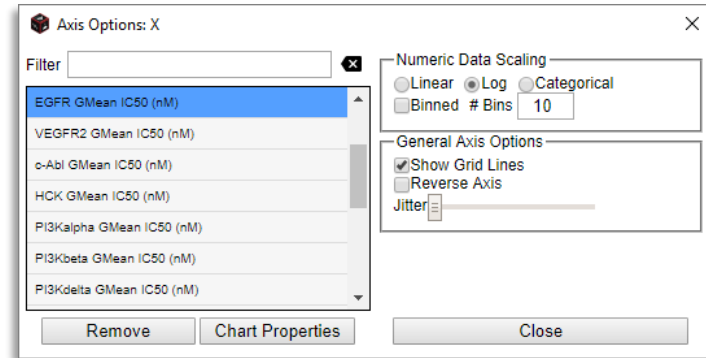 Axis Options: X
Filter
EGFR GMean IC50 (nM)
VEGFR2 GMean IC50 (nM)
c-Abl GMean IC50 (nM)
HCK GMean IC50 (nM)
PI3Kalpha GMean IC50 (nM)
PI3Kbeta GMean IC50 (nM)
PI3Kdelta GMean IC50 (nM)
Remove
Chart Properties
Numeric Data Scaling
Linear Log Categorical
Binned # Bins 10
General Axis Options
Show Grid Lines
Reverse Axis
Jitter
Close